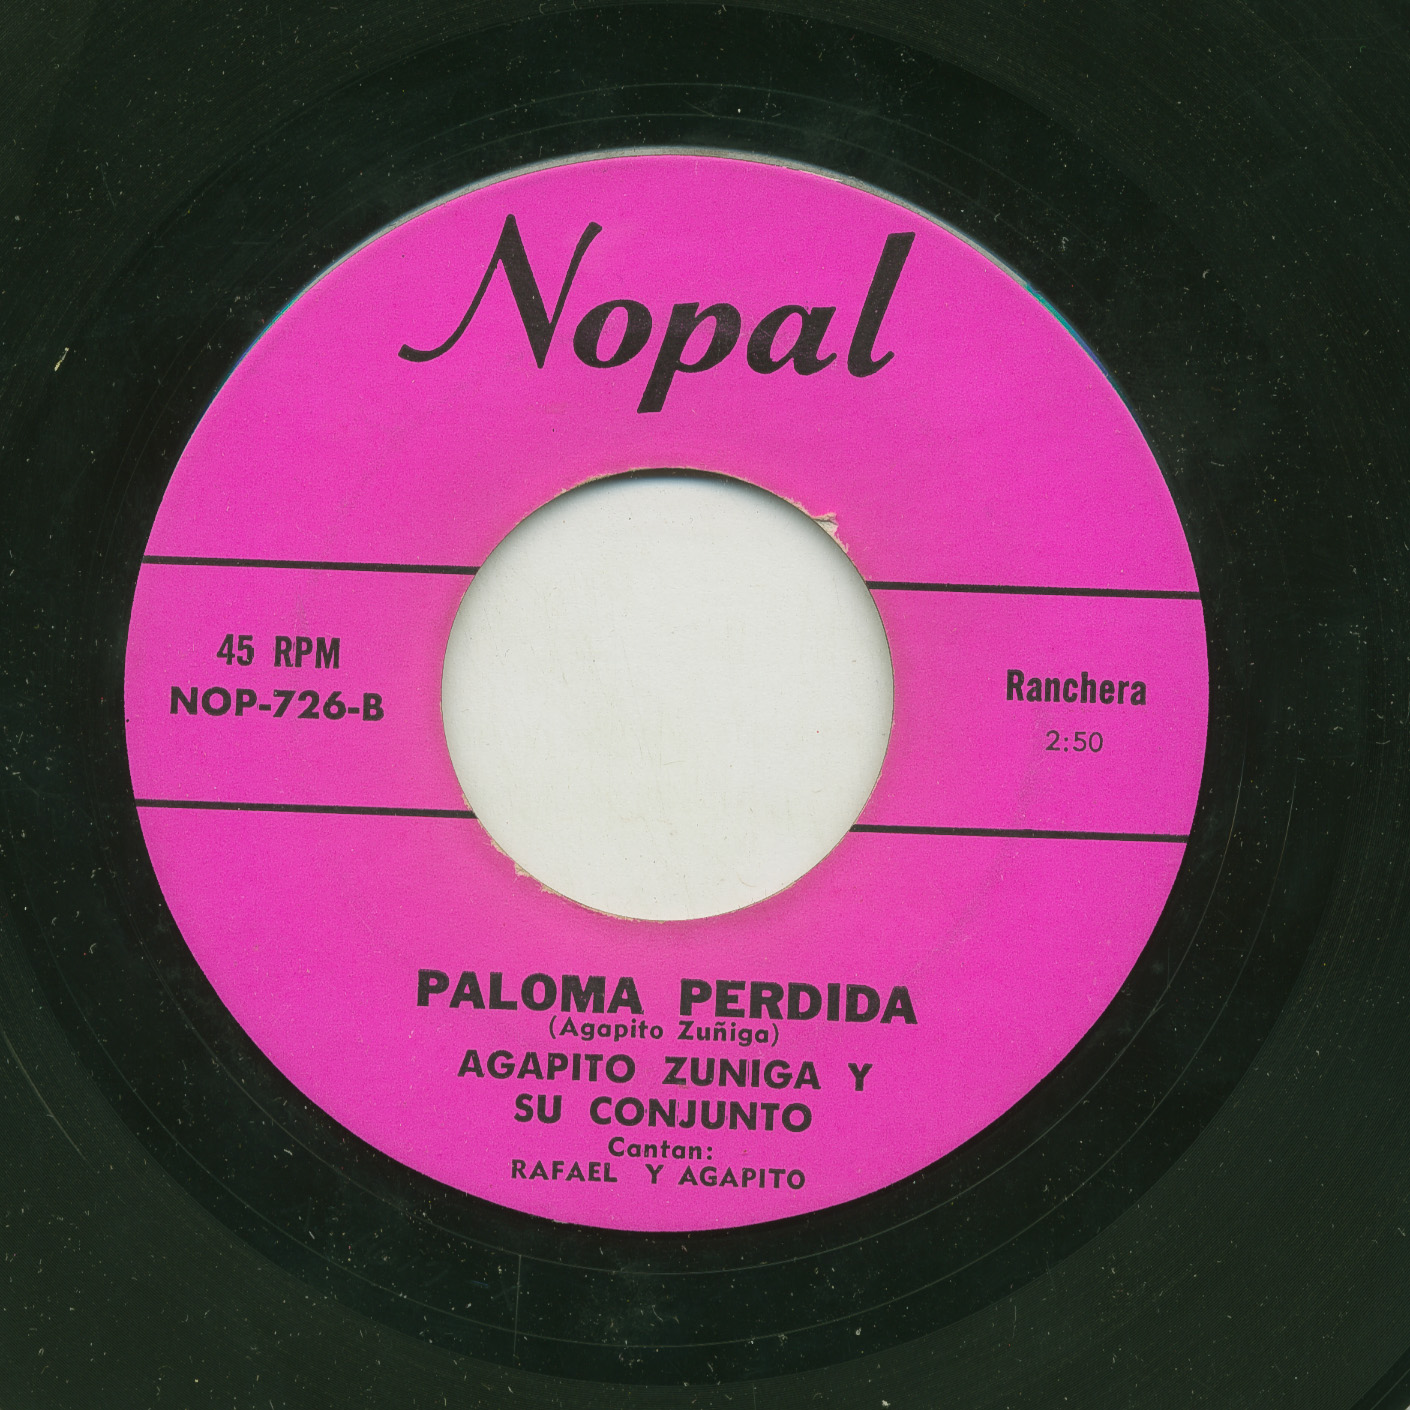 Nopal
45 RPM
NOP-726-B
Ranchera
2:50
PALOMA PERDIDA
(Agapito Zuñiga)
AGAPITO ZUNIGA Y
SU CONJUNTO
Cantan:
RAFAEL Y AGAPITO